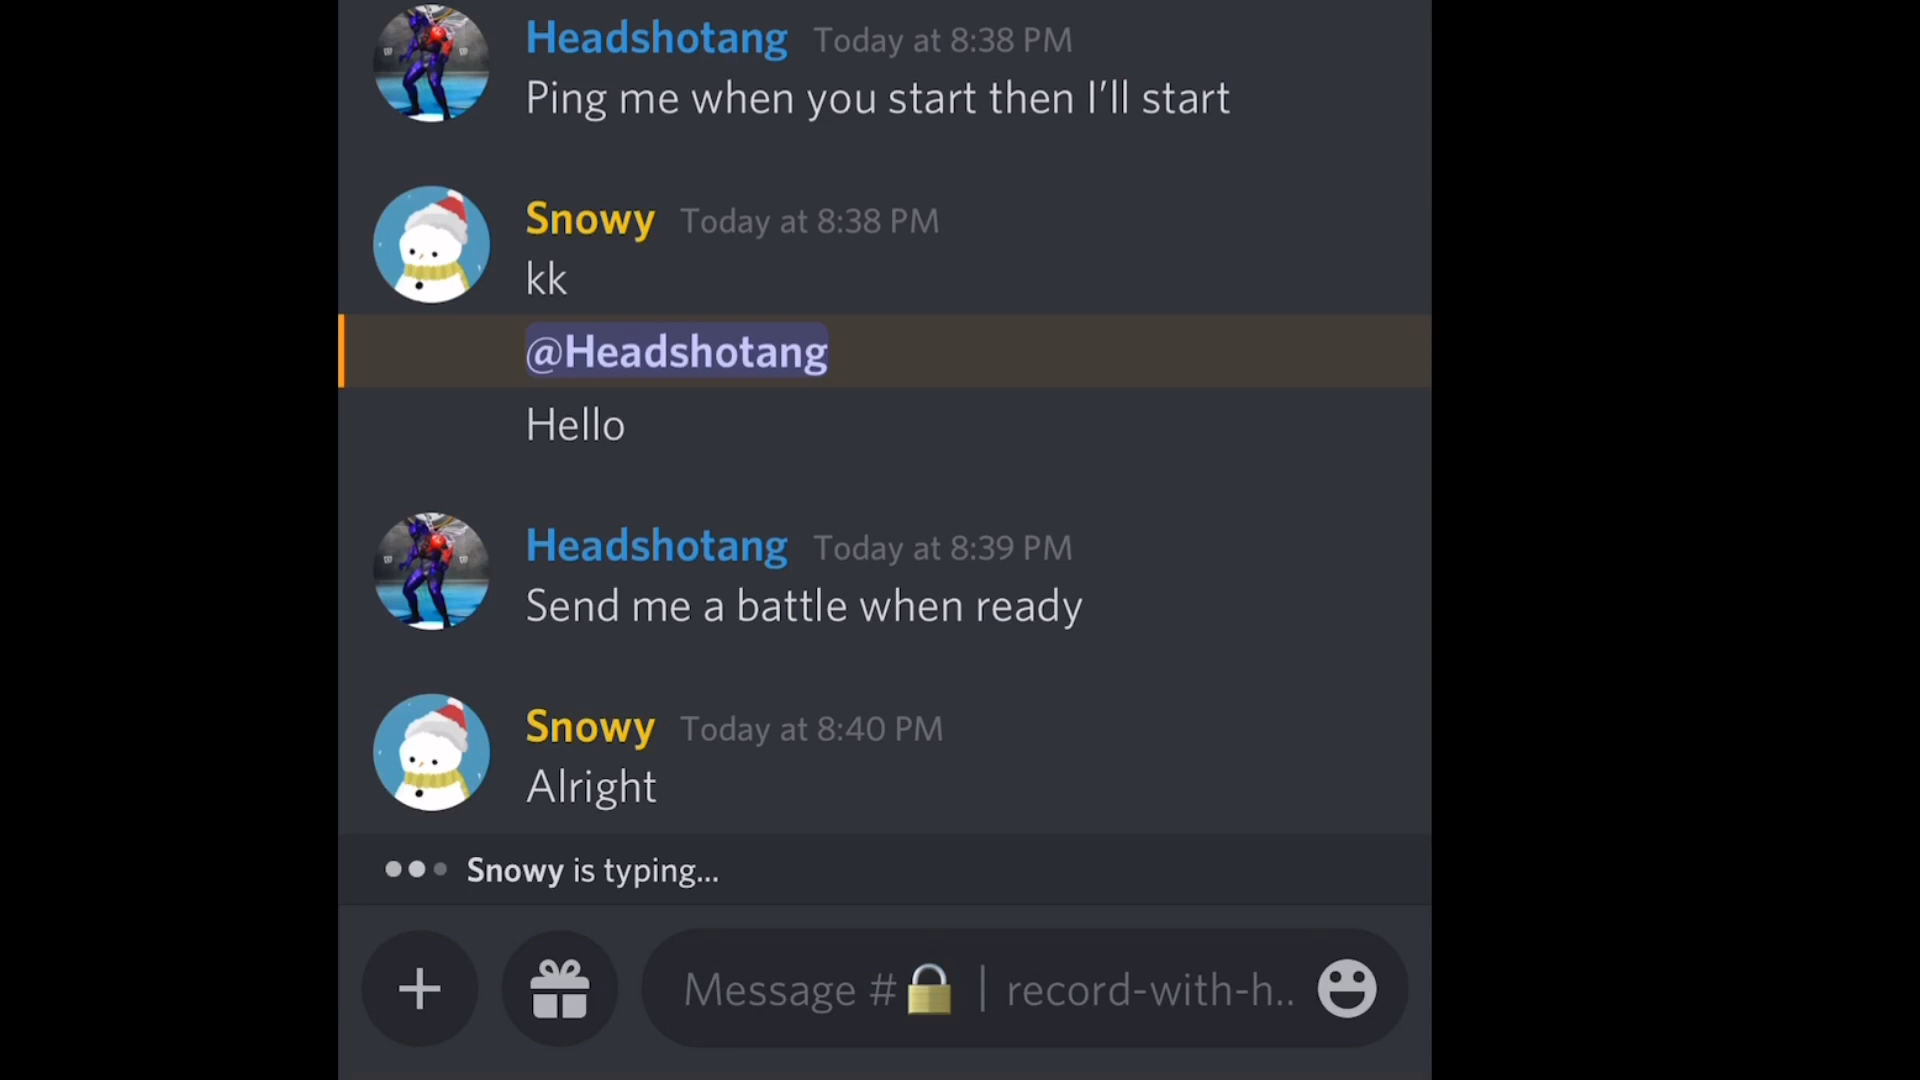 Headshotang Today at 8:38 PM
Ping me when you start then I’ll start
Snowy Today at 8:38 PM
kk
@Headshotang
Hello
Headshotang Today at 8:39 PM
Send me a battle when ready
Snowy Today at 8:40 PM
Alright
Snowy is typing...
Message #🔒 | record-with-h..